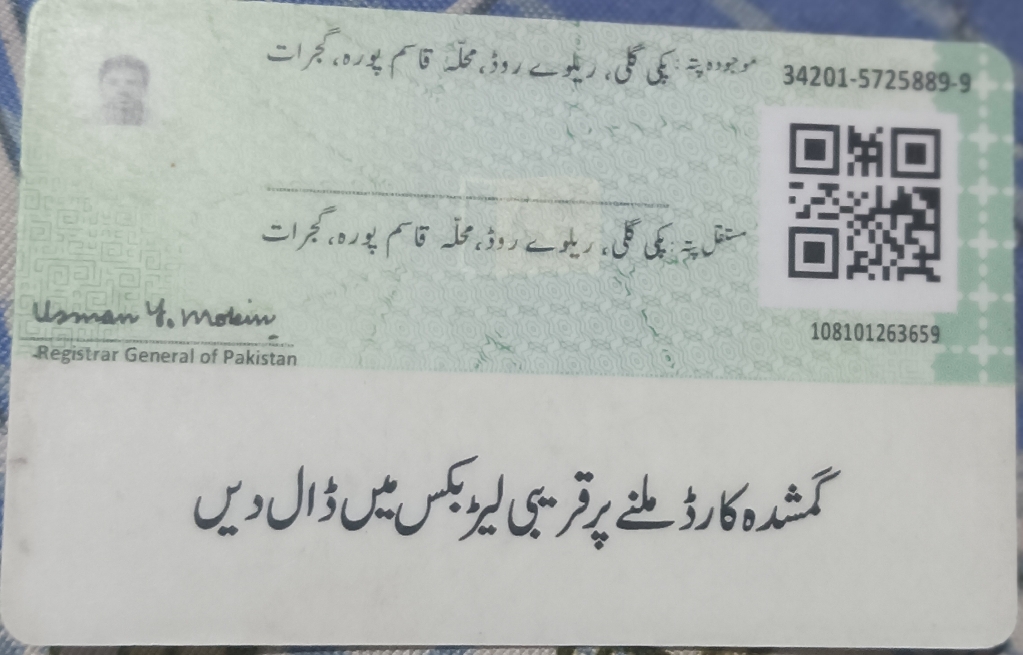 موجودہ پتہ: پکی گلی، ریلوے روڈ، محلّہ قاسم پورہ، گجرات
34201-5725889-9
مستقل پتہ: پکی گلی، ریلوے روڈ، محلّہ قاسم پورہ، گجرات
Usman Y. Mobin
Registrar General of Pakistan
108101263659
گمشدہ کارڈ ملنے پر قریبی لیٹر بکس میں ڈال دیں